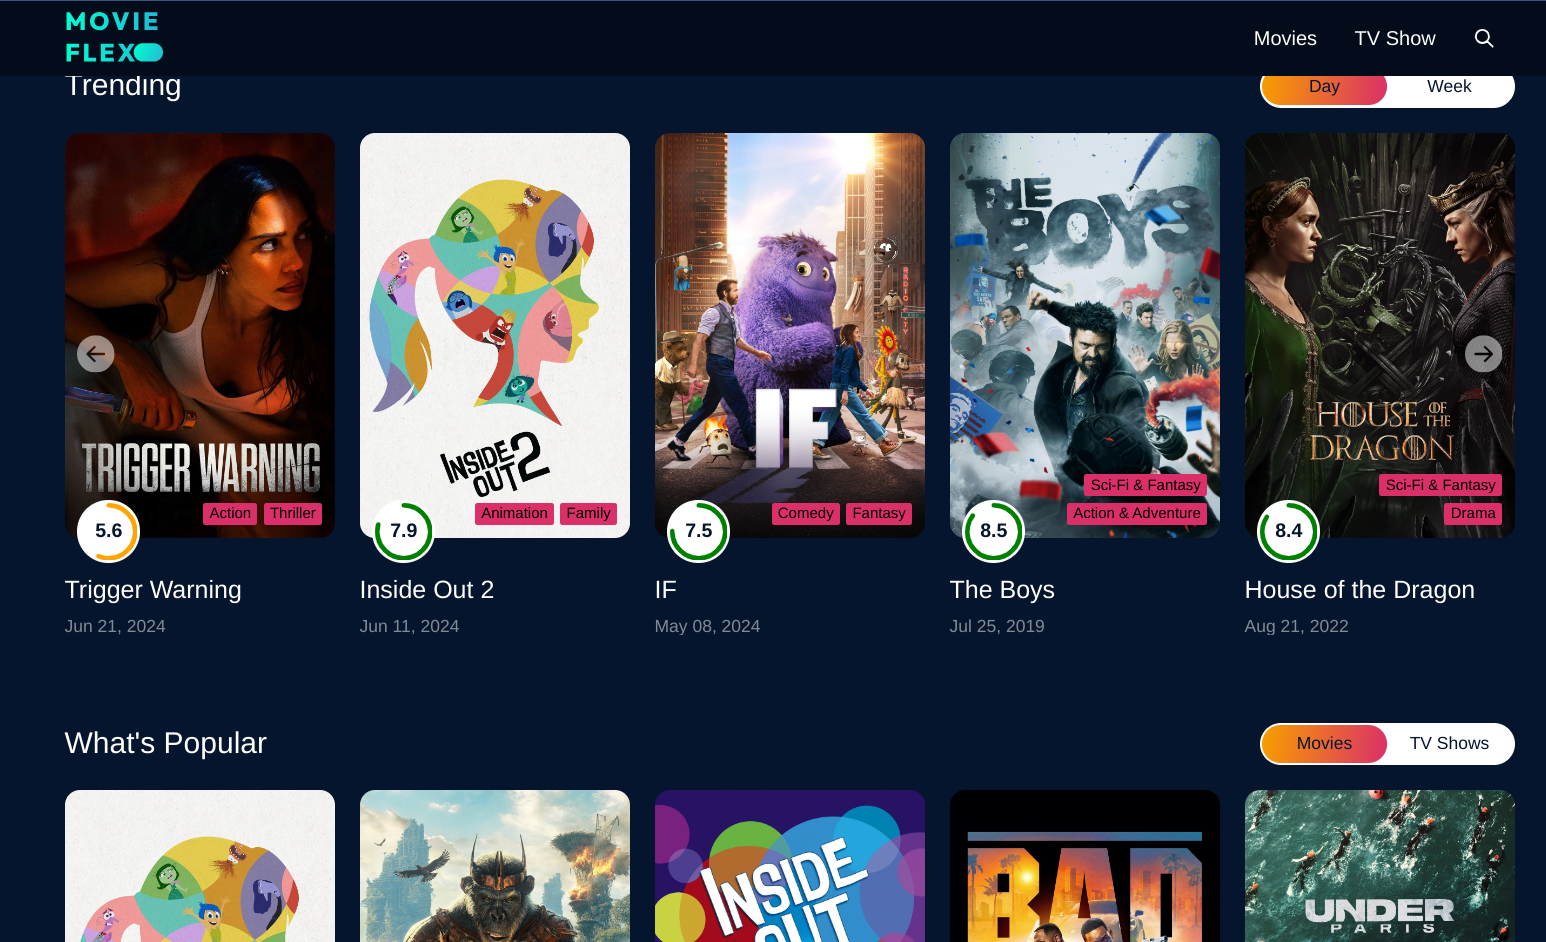 MOVIE
FLEX
Movies
TV Show
Trending
Day
Week
TRIGGER WARNING
Action
Thriller
5.6
Trigger Warning
Jun 21, 2024
INSIDE
OUT 2
Animation
Family
7.9
Inside Out 2
Jun 11, 2024
RADIO
IF
Comedy
Fantasy
7.5
IF
May 08, 2024
THE
BOYS
Sci-Fi & Fantasy
Action & Adventure
8.5
The Boys
Jul 25, 2019
HOUSE OF THE
DRAGON
Sci-Fi & Fantasy
Drama
8.4
House of the Dragon
Aug 21, 2022
What's Popular
Movies
TV Shows
INSIDE
OUT
BAD
UNDER
PARIS